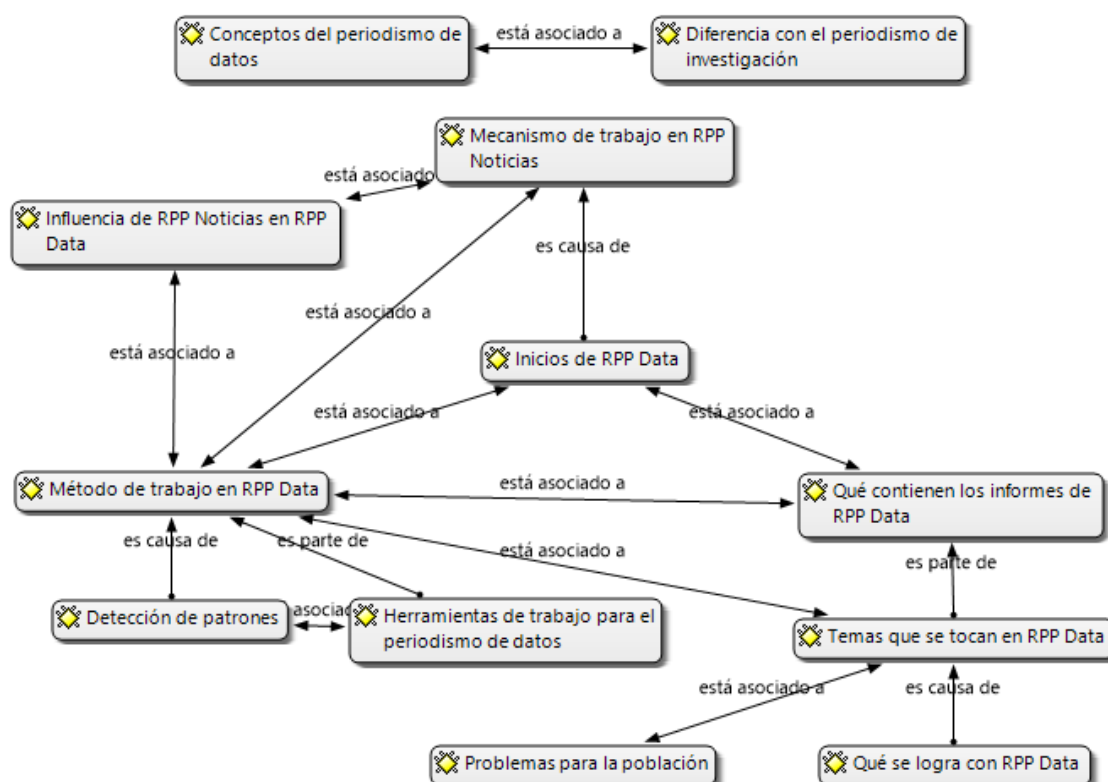 Conceptos del periodismo de
datos
está asociado a
Diferencia con el periodismo de
investigación
Mecanismo de trabajo en RPP
Noticias
está asociado
Influencia de RPP Noticias en RPP
Data
es causa de
está asociado a
está asociado a
Inicios de RPP Data
está asociado a
está asociado a
Método de trabajo en RPP Data
está asociado a
Qué contienen los informes de
RPP Data
es causa de
es parte de
está asociado a
es parte de
Detección de patrones
asociad
Herramientas de trabajo para el
periodismo de datos
Temas que se tocan en RPP Data
está asociado a
es causa de
Problemas para la población
Qué se logra con RPP Data